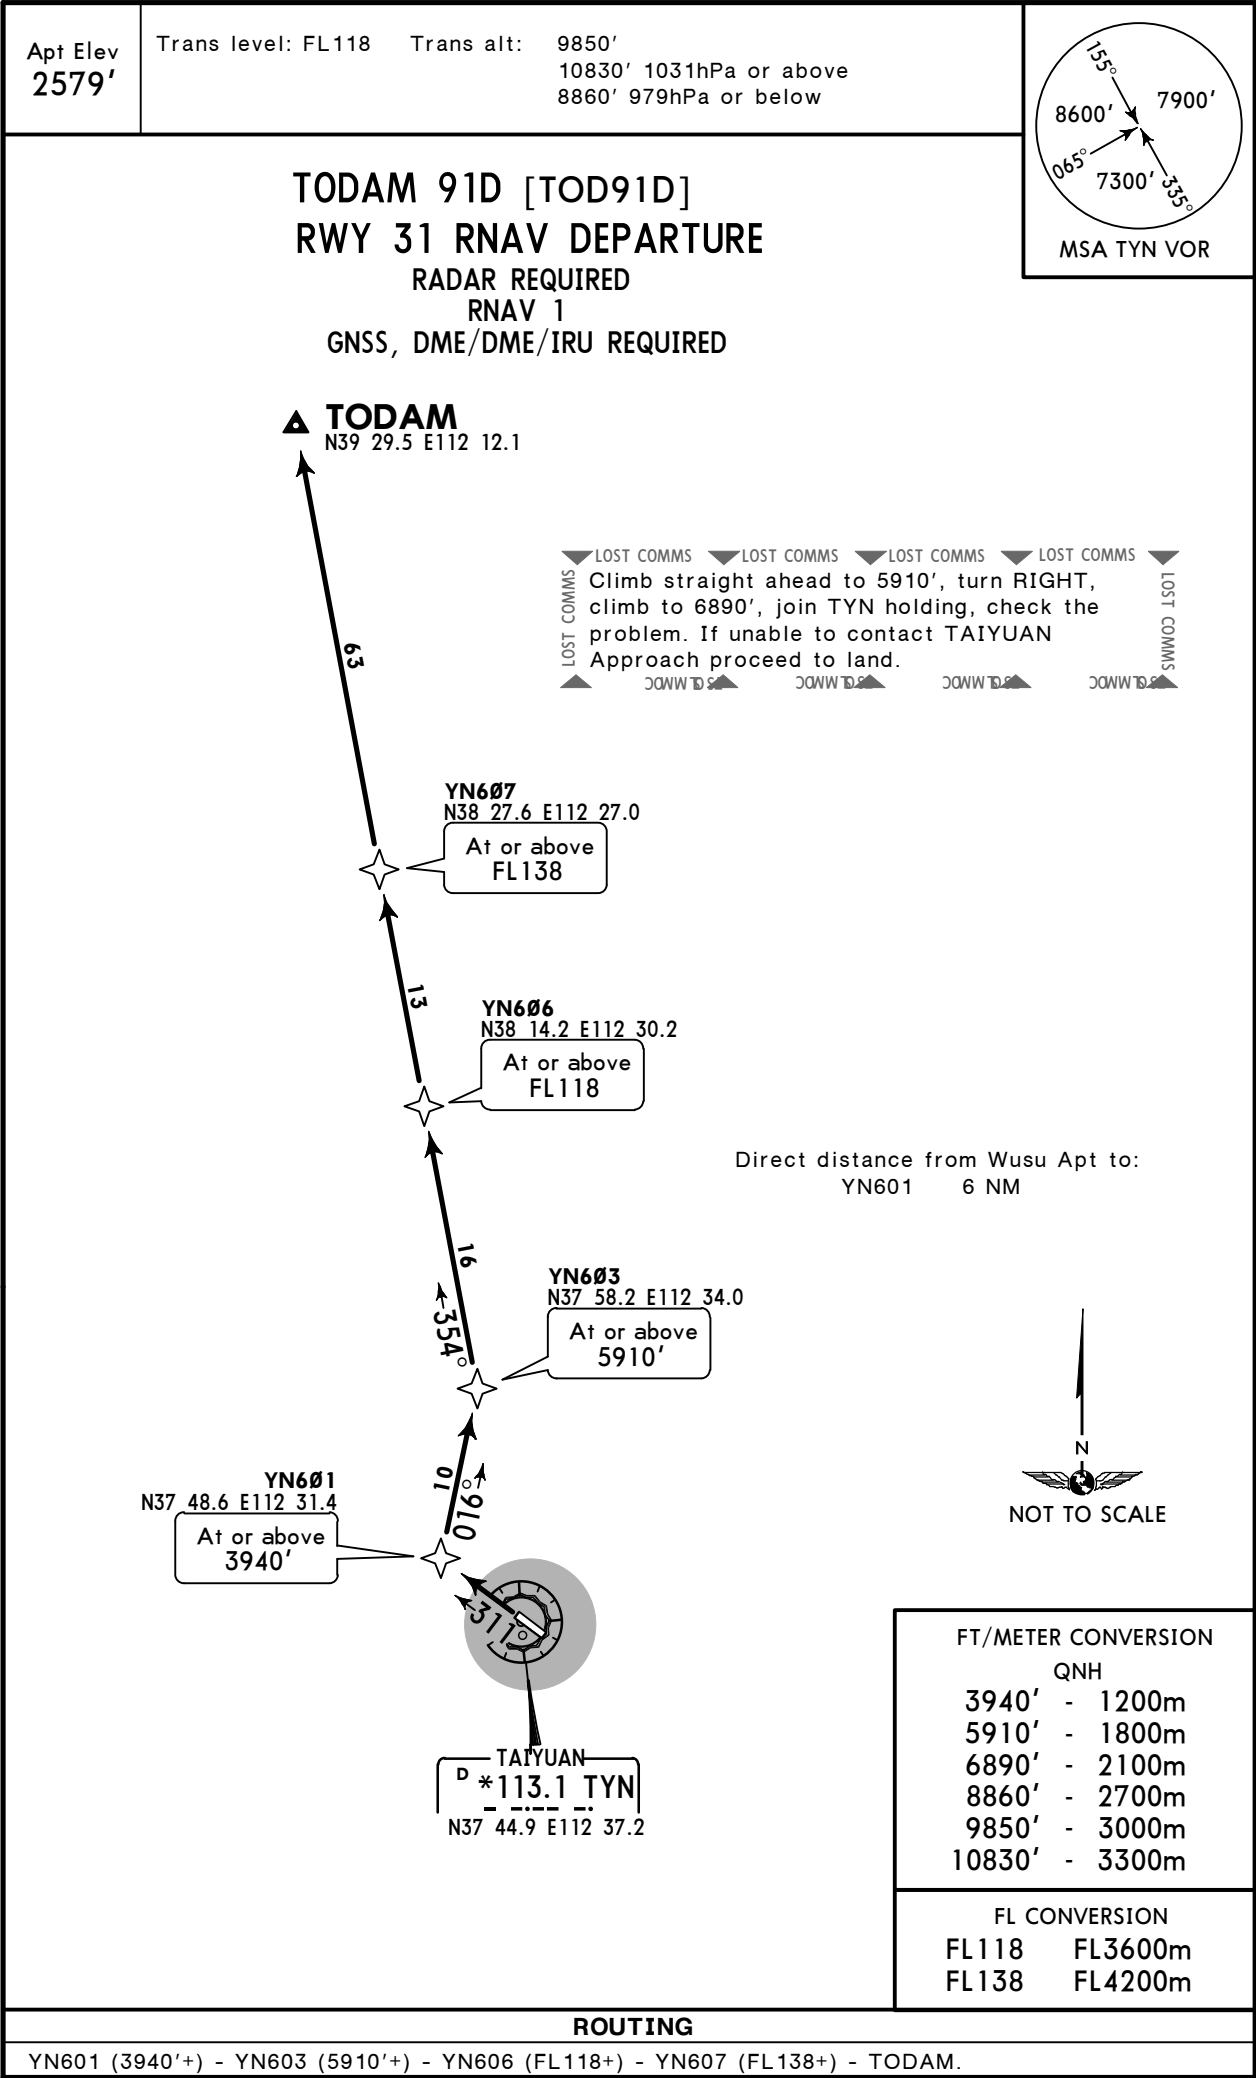 Apt Elev
2579'
Trans level: FL118 Trans alt: 9850'
10830' 1031hPa or above
8860' 979hPa or below
155°
8600' 7900'
065°
7300' 335°
MSA TYN VOR
TODAM 91D [TOD91D]
RWY 31 RNAV DEPARTURE
RADAR REQUIRED
RNAV 1
GNSS, DME/DME/IRU REQUIRED
TODAM
N39 29.5 E112 12.1
LOST COMMS LOST COMMS LOST COMMS LOST COMMS
LOST COMMS
Climb straight ahead to 5910', turn RIGHT,
climb to 6890', join TYN holding, check the
problem. If unable to contact TAIYUAN
Approach proceed to land.
LOST COMMS
LOST COMMS LOST COMMS LOST COMMS LOST COMMS
63
YN6Ø7
N38 27.6 E112 27.0
At or above
FL138
13
YN6Ø6
N38 14.2 E112 30.2
At or above
FL118
Direct distance from Wusu Apt to:
YN601 6 NM
16
354°
YN6Ø3
N37 58.2 E112 34.0
At or above
5910'
10
016°
YN6Ø1
N37 48.6 E112 31.4
At or above
3940'
311°
TAIYUAN
D *113.1 TYN
N37 44.9 E112 37.2
N
NOT TO SCALE
FT/METER CONVERSION
QNH
3940' - 1200m
5910' - 1800m
6890' - 2100m
8860' - 2700m
9850' - 3000m
10830' - 3300m
FL CONVERSION
FL118 FL3600m
FL138 FL4200m
ROUTING
YN601 (3940'+) - YN603 (5910'+) - YN606 (FL118+) - YN607 (FL138+) - TODAM.